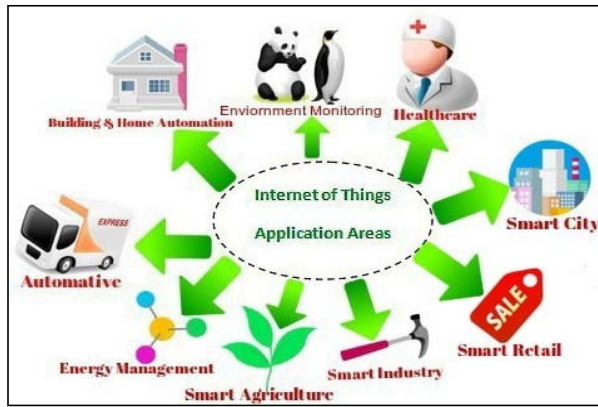 Building & Home Automation
Enviornment Monitoring
Healthcare
Internet of Things
Application Areas
Smart City
EXPRESS
Automative
SALE
Smart Retail
Energy Management
Smart Agriculture
Smart Industry